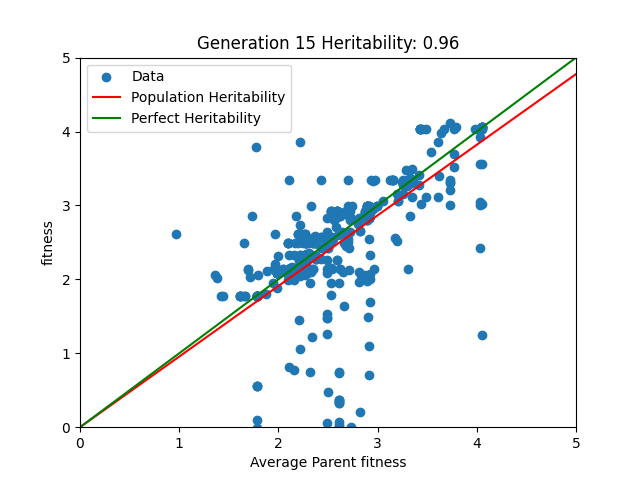 Generation 15 Heritability: 0.96
Data
Population Heritability
Perfect Heritability
fitness
5
4
3
2
1
0
0 1 2 3 4 5
Average Parent fitness